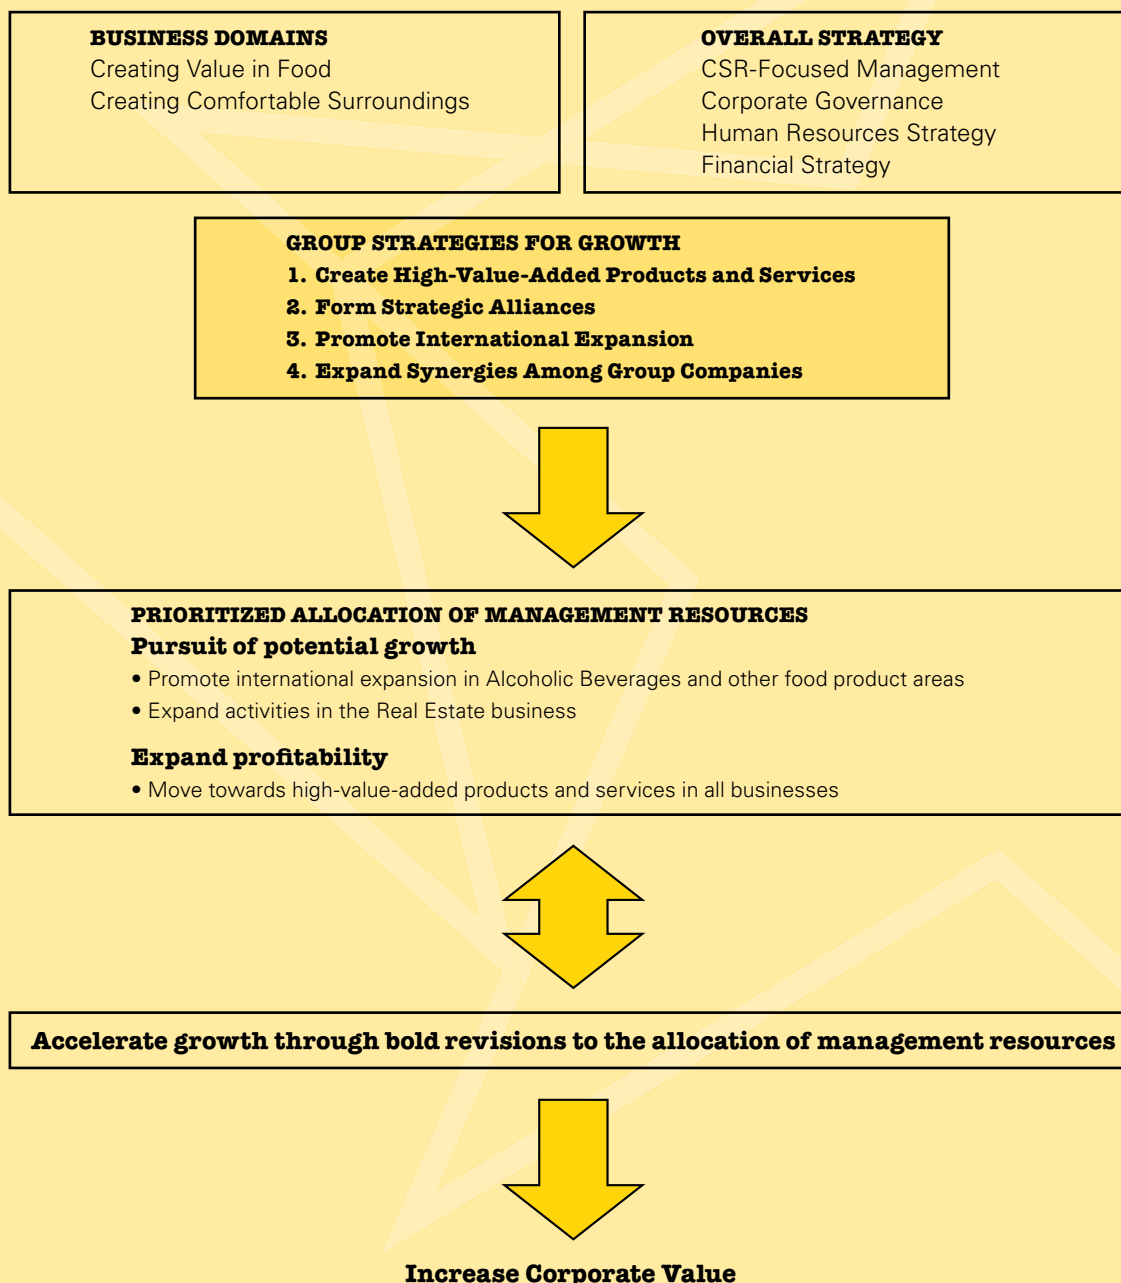 BUSINESS DOMAINS
Creating Value in Food
Creating Comfortable Surroundings
OVERALL STRATEGY
CSR-Focused Management
Corporate Governance
Human Resources Strategy
Financial Strategy
GROUP STRATEGIES FOR GROWTH
1. Create High-Value-Added Products and Services
2. Form Strategic Alliances
3. Promote International Expansion
4. Expand Synergies Among Group Companies
PRIORITIZED ALLOCATION OF MANAGEMENT RESOURCES
Pursuit of potential growth
• Promote international expansion in Alcoholic Beverages and other food product areas
• Expand activities in the Real Estate business
Expand profitability
• Move towards high-value-added products and services in all businesses
Accelerate growth through bold revisions to the allocation of management resources
Increase Corporate Value